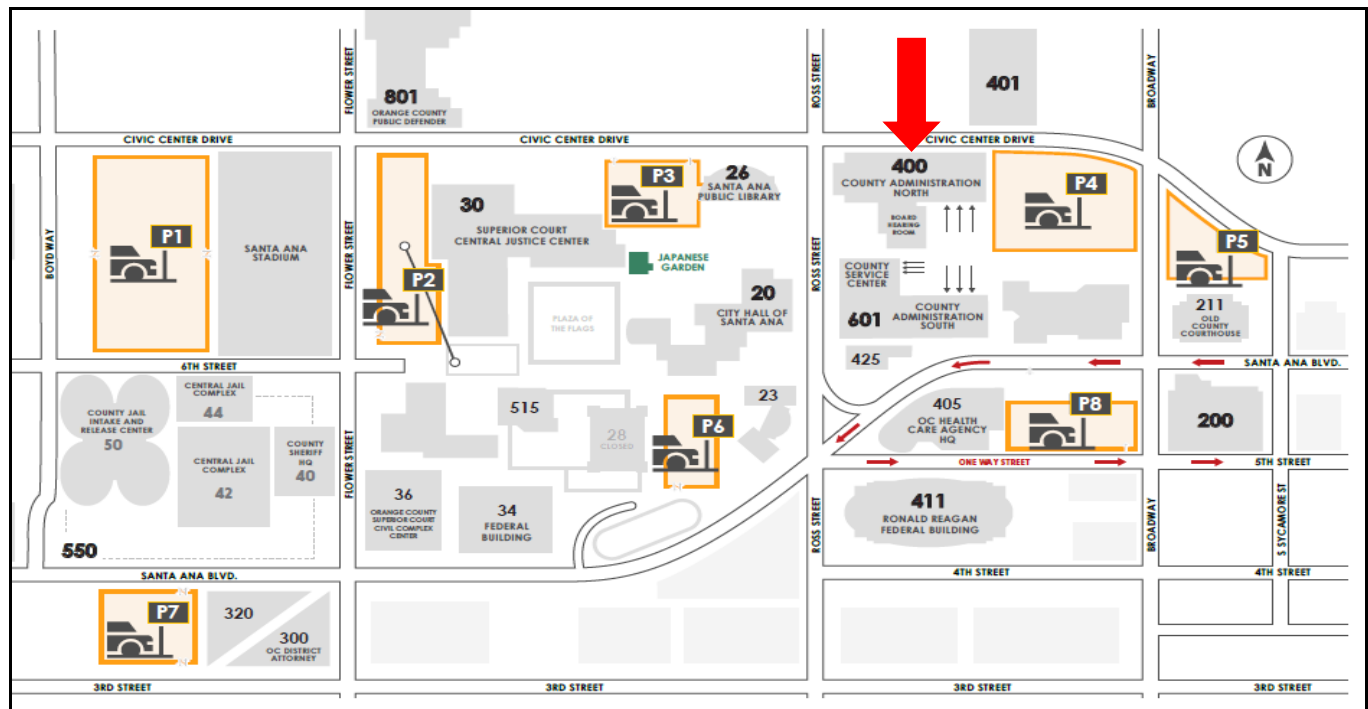 FLOWER STREET
ROSS STREET
BROADWAY
801
ORANGE COUNTY
PUBLIC DEFENDER
401
CIVIC CENTER DRIVE
CIVIC CENTER DRIVE
CIVIC CENTER DRIVE
BOYDWAY
P1
SANTA ANA
STADIUM
FLOWER STREET
P2
30
SUPERIOR COURT
CENTRAL JUSTICE CENTER
P3
26
SANTA ANA
PUBLIC LIBRARY
JAPANESE
GARDEN
PLAZA OF
THE FLAGS
20
CITY HALL OF
SANTA ANA
ROSS STREET
400
COUNTY ADMINISTRATION
NORTH
BOARD
HEARING
ROOM
COUNTY
SERVICE
CENTER
601
COUNTY
ADMINISTRATION
SOUTH
425
P4
N
P5
211
OLD
COUNTY
COURTHOUSE
6TH STREET
SANTA ANA BLVD.
COUNTY JAIL
INTAKE AND
RELEASE CENTER
50
CENTRAL JAIL
COMPLEX
44
CENTRAL JAIL
COMPLEX
42
COUNTY
SHERIFF
HQ
40
550
FLOWER STREET
515
28
CLOSED
P6
23
36
ORANGE COUNTY
SUPERIOR COURT
CIVIL COMPLEX
CENTER
34
FEDERAL
BUILDING
405
OC HEALTH
CARE AGENCY
HQ
P8
200
ONE WAY STREET
5TH STREET
ROSS STREET
411
RONALD REAGAN
FEDERAL BUILDING
BROADWAY
S SYCAMORE ST
SANTA ANA BLVD.
4TH STREET
4TH STREET
P7
320
300
OC DISTRICT
ATTORNEY
3RD STREET
3RD STREET
3RD STREET
3RD STREET